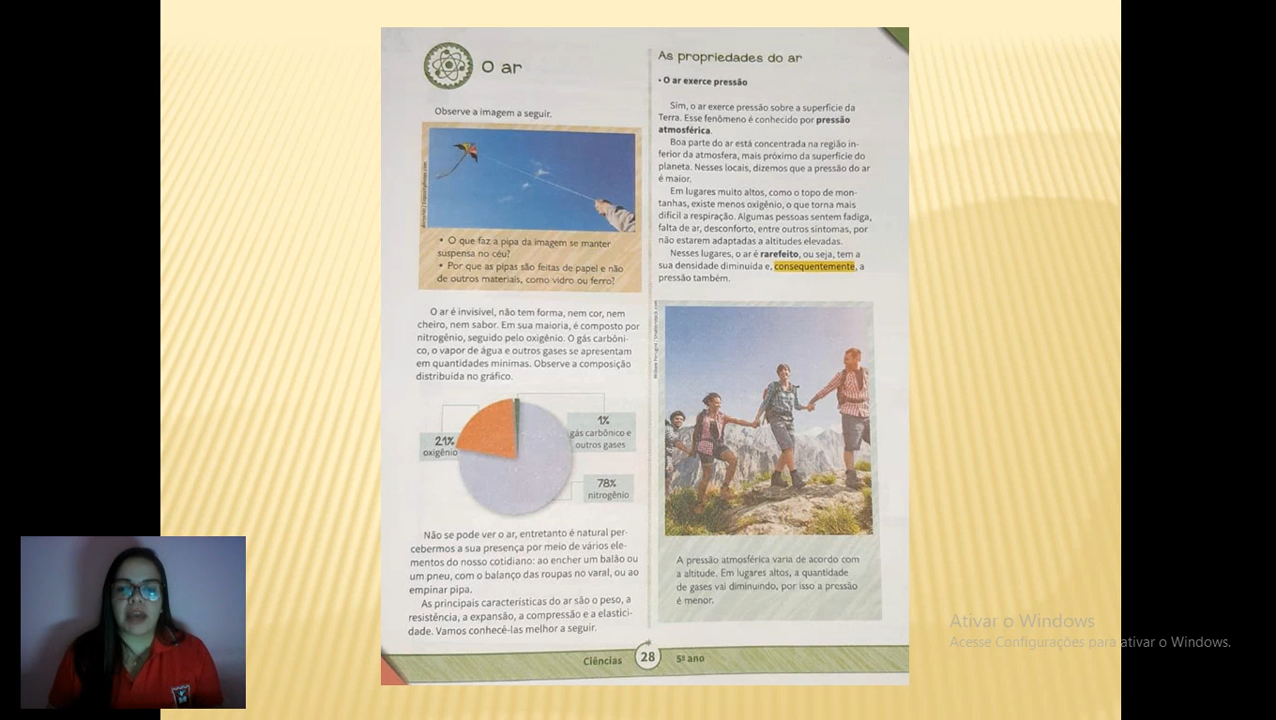 O ar
Observe a imagem a seguir.
• O que faz a pipa da imagem se manter
suspensa no céu?
• Por que as pipas são feitas de papel e não
de outros materiais, como vidro ou ferro?
O ar é invisível, não tem forma, nem cor, nem
cheiro, nem sabor. Em sua maioria, é composto por
nitrogênio, seguido pelo oxigênio. O gás carbôni-
co, o vapor de água e outros gases se apresentam
em quantidades mínimas. Observe a composição
distribuída no gráfico.
21%
oxigênio
1%
gás carbônico e
outros gases
78%
nitrogênio
Não se pode ver o ar, entretanto é natural per-
cebermos a sua presença por meio de vários ele-
mentos do nosso cotidiano: ao encher um balão ou
um pneu, com o balanço das roupas no varal, ou ao
empinar pipa.
As principais características do ar são o peso, a
resistência, a expansão, a compressão e a elastici-
dade. Vamos conhecê-las melhor a seguir.
As propriedades do ar
• O ar exerce pressão
Sim, o ar exerce pressão sobre a superfície da
Terra. Esse fenômeno é conhecido por pressão
atmosférica.
Boa parte do ar está concentrada na região in-
ferior da atmosfera, mais próximo da superfície do
planeta. Nesses locais, dizemos que a pressão do ar
é maior.
Em lugares muito altos, como o topo de mon-
tanhas, existe menos oxigênio, o que torna mais
difícil a respiração. Algumas pessoas sentem fadiga,
falta de ar, desconforto, entre outros sintomas, por
não estarem adaptadas a altitudes elevadas.
Nesses lugares, o ar é rarefeito, ou seja, tem a
sua densidade diminuída e, consequentemente, a
pressão também.
A pressão atmosférica varia de acordo com
a altitude. Em lugares altos, a quantidade
de gases vai diminuindo, por isso a pressão
é menor.
Ciências 28 5º ano
Ativar o Windows
Acesse Configurações para ativar o Windows.